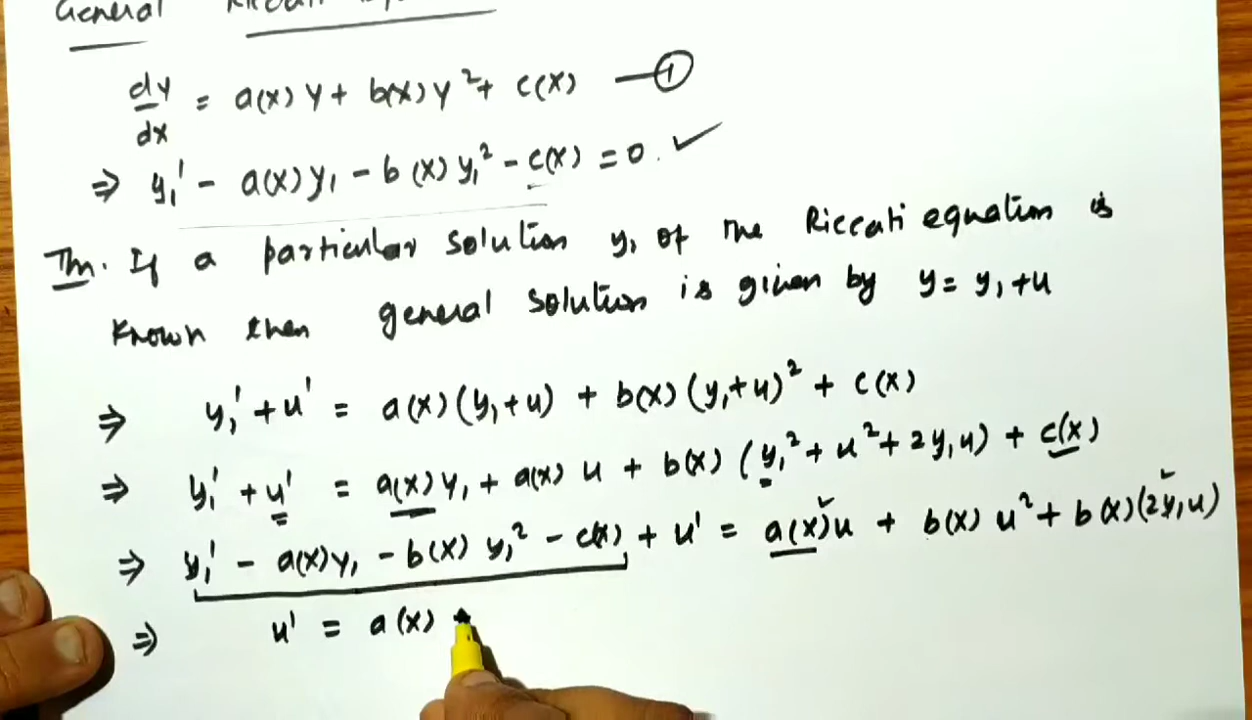 General
dy/dx = a(x) y + b(x) y² + c(x) — ①
⇒ y₁' - a(x)y₁ - b(x) y₁² - c(x) = 0. ✓
Thm. If a particular solution y₁ of the Riccati equation is
known then general solution is given by y = y₁+u
⇒ y₁' + u' = a(x)(y₁+u) + b(x)(y₁+u)² + c(x)
⇒ y₁' + u' = a(x)y₁ + a(x) u + b(x) (y₁² + u² + 2y₁u) + c(x)
⇒ y₁' - a(x)y₁ - b(x) y₁² - c(x) + u' = a(x)u + b(x) u² + b(x)(2y₁u)
⇒ u' = a(x)